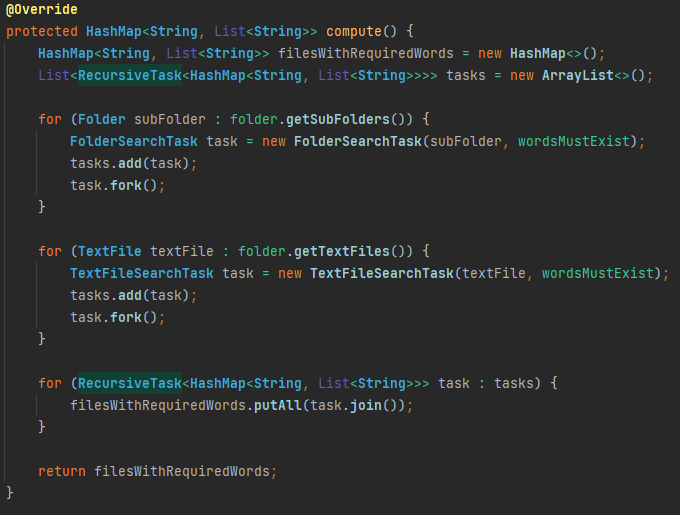 @Override
protected HashMap<String, List<String>> compute() {
    HashMap<String, List<String>> filesWithRequiredWords = new HashMap<>();
    List<RecursiveTask<HashMap<String, List<String>>>> tasks = new ArrayList<>();

    for (Folder subFolder : folder.getSubFolders()) {
        FolderSearchTask task = new FolderSearchTask(subFolder, wordsMustExist);
        tasks.add(task);
        task.fork();
    }

    for (TextFile textFile : folder.getTextFiles()) {
        TextFileSearchTask task = new TextFileSearchTask(textFile, wordsMustExist);
        tasks.add(task);
        task.fork();
    }

    for (RecursiveTask<HashMap<String, List<String>>> task : tasks) {
        filesWithRequiredWords.putAll(task.join());
    }

    return filesWithRequiredWords;
}